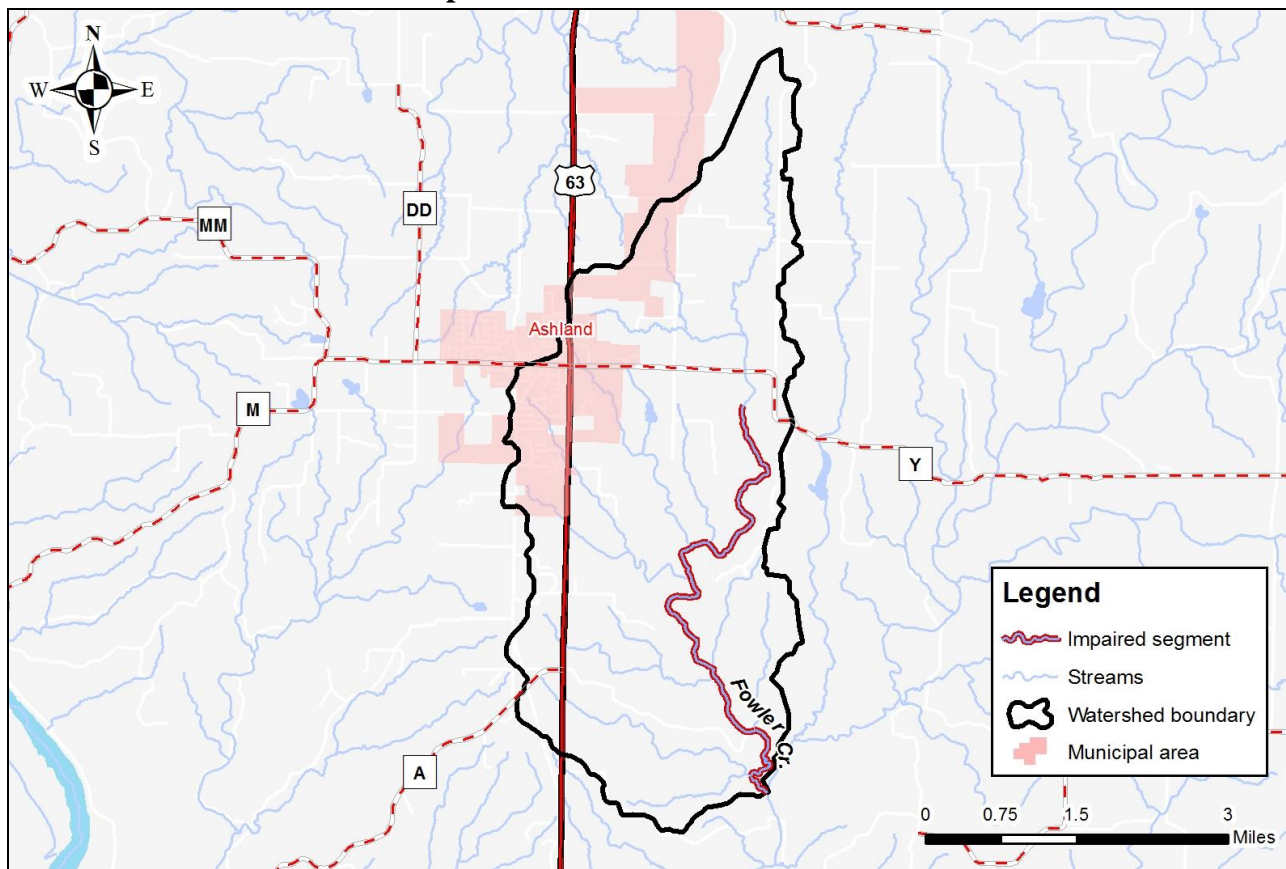 N
W E
S
63
DD
MM
Ashland
M
Y
Fowler Cr.
A
Legend
Impaired segment
Streams
Watershed boundary
Municipal area
0 0.75 1.5 3
Miles